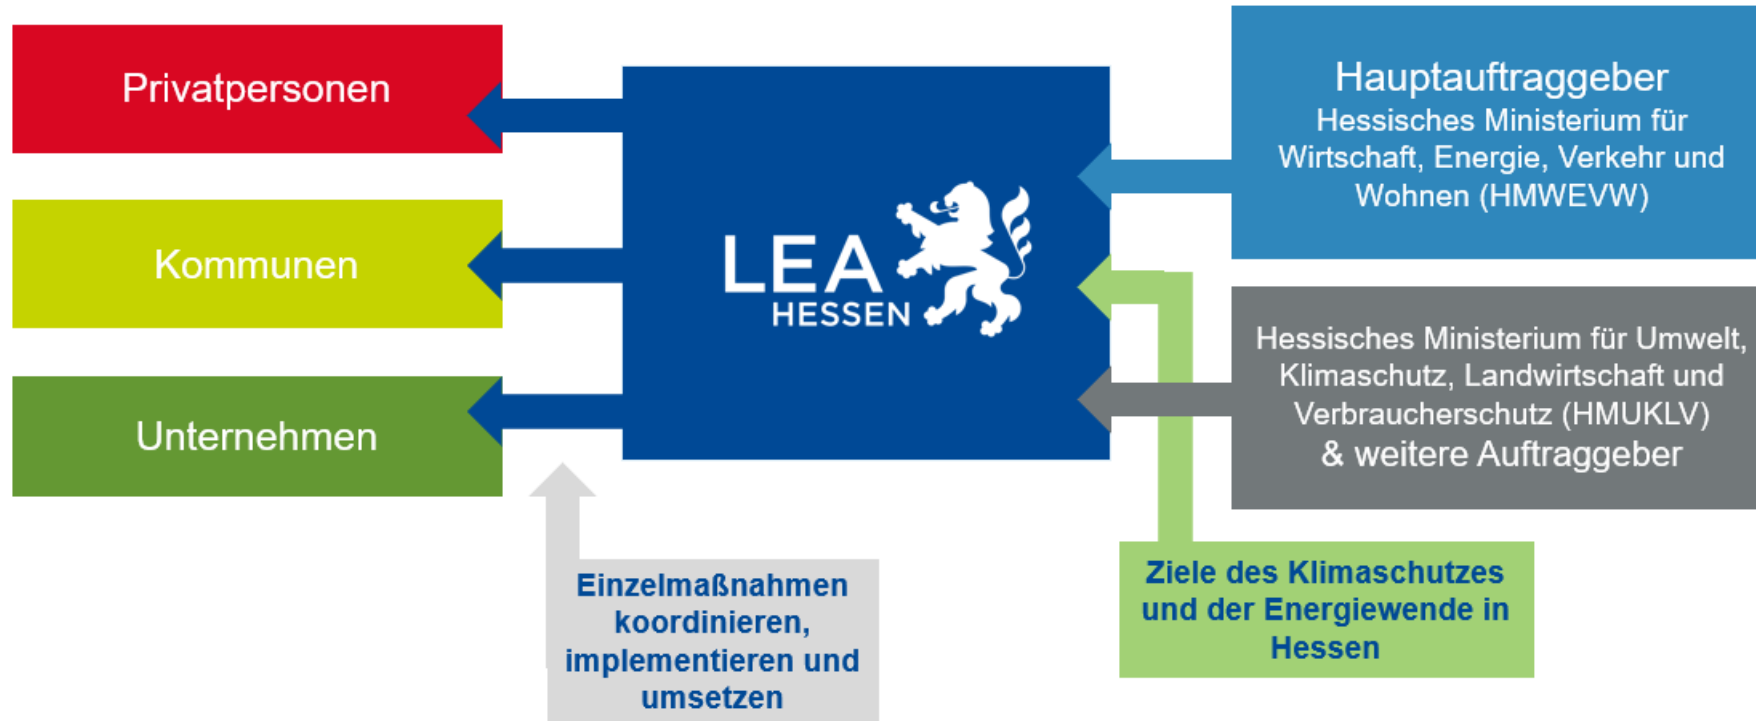 Privatpersonen
Kommunen
Unternehmen
LEA
HESSEN
Hauptauftraggeber
Hessisches Ministerium für
Wirtschaft, Energie, Verkehr und
Wohnen (HMWEVW)
Hessisches Ministerium für Umwelt,
Klimaschutz, Landwirtschaft und
Verbraucherschutz (HMUKLV)
& weitere Auftraggeber
Einzelmaßnahmen
koordinieren,
implementieren und
umsetzen
Ziele des Klimaschutzes
und der Energiewende in
Hessen